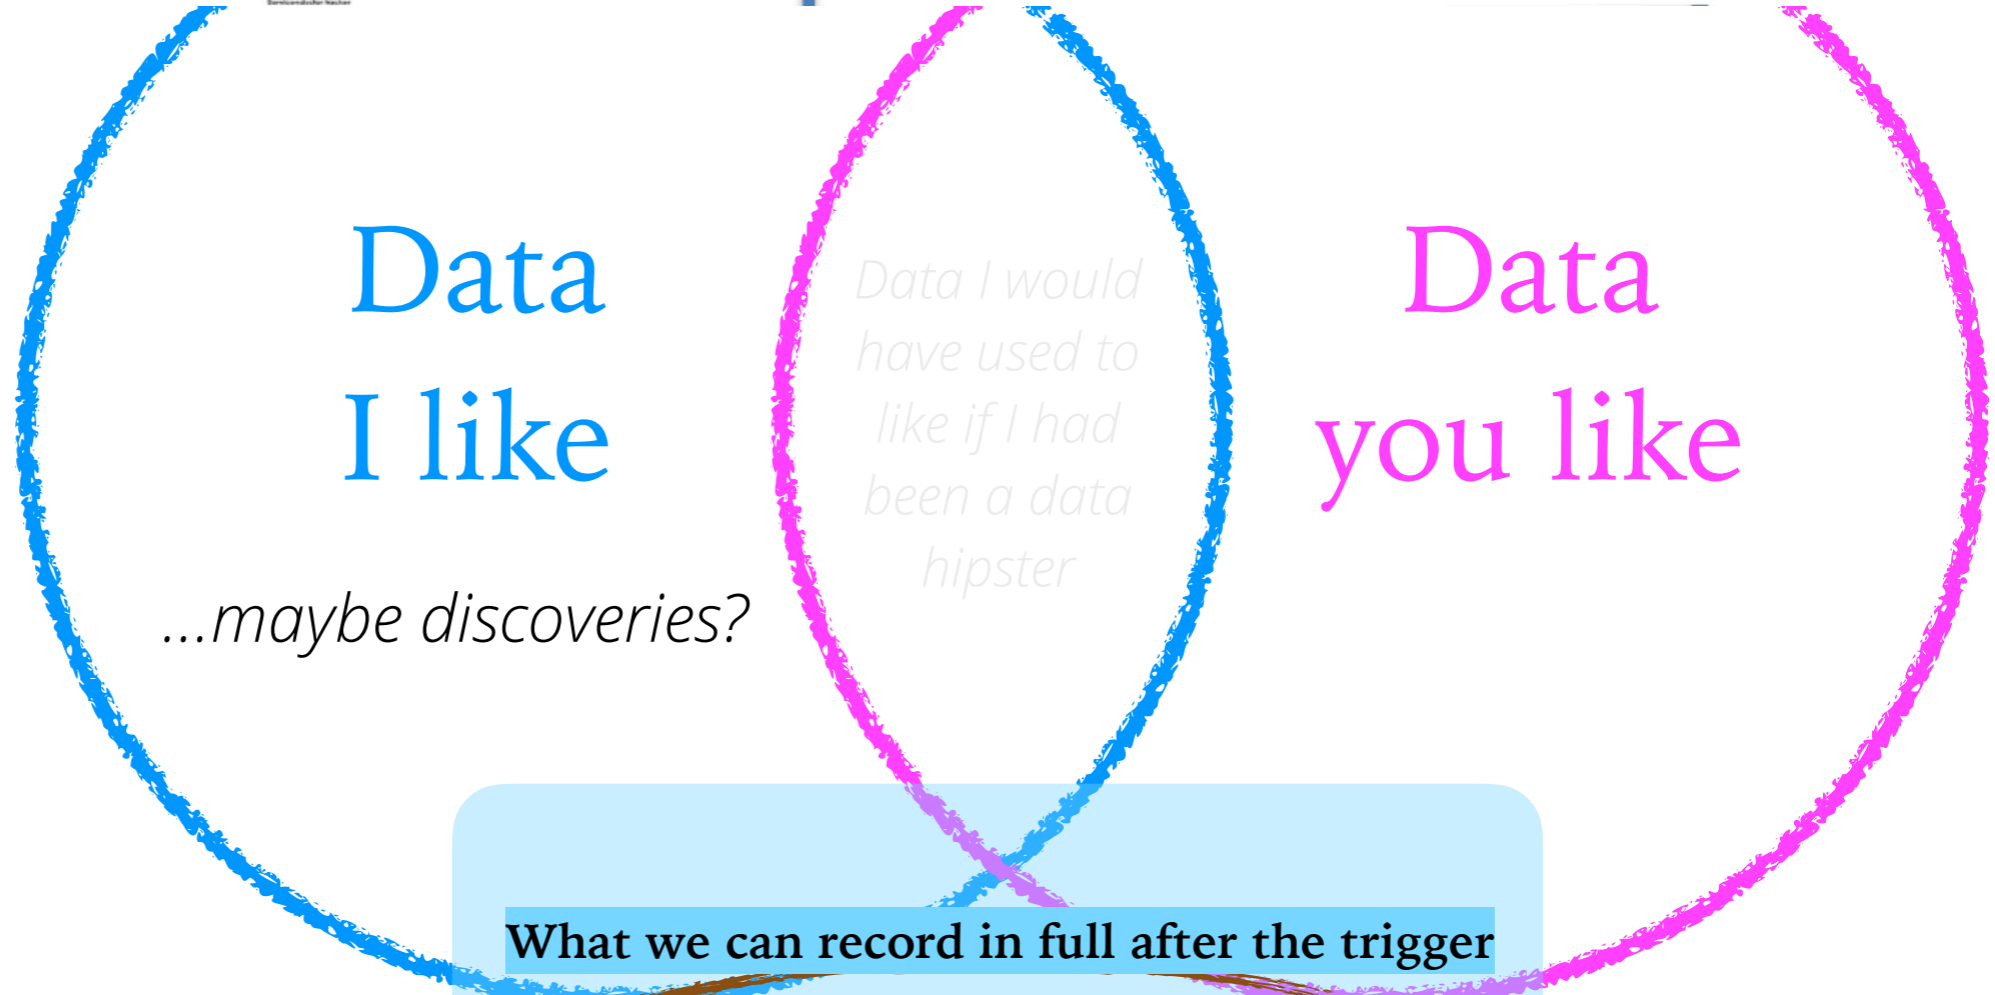 Data
I like
...maybe discoveries?
Data I would
have used to
like if I had
been a data
hipster
Data
you like
What we can record in full after the trigger